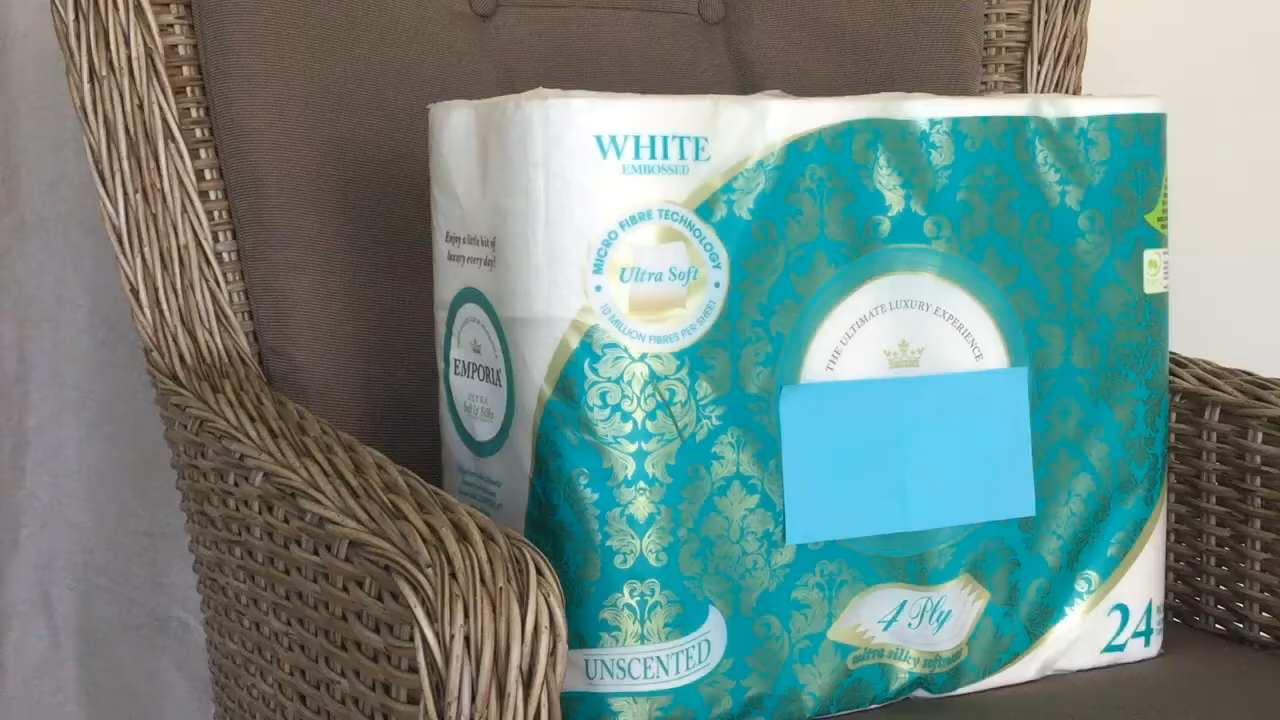 WHITE
EMBOSSED
MICRO FIBRE TECHNOLOGY
Ultra Soft
10 MILLION FIBRES PER SHEET
Enjoy a little bit of
luxury every day!
EMPORIA
ULTRA
Soft & Silky
THE ULTIMATE LUXURY EXPERIENCE
4 Ply
ultra silky softness
UNSCENTED
24